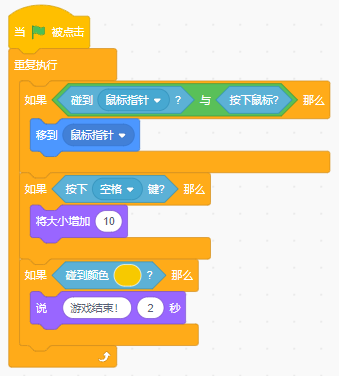 当 被点击
重复执行
如果 碰到 鼠标指针 ? 与 按下鼠标? 那么
移到 鼠标指针
如果 按下 空格 键? 那么
将大小增加 10
如果 碰到颜色 ? 那么
说 游戏结束! 2 秒